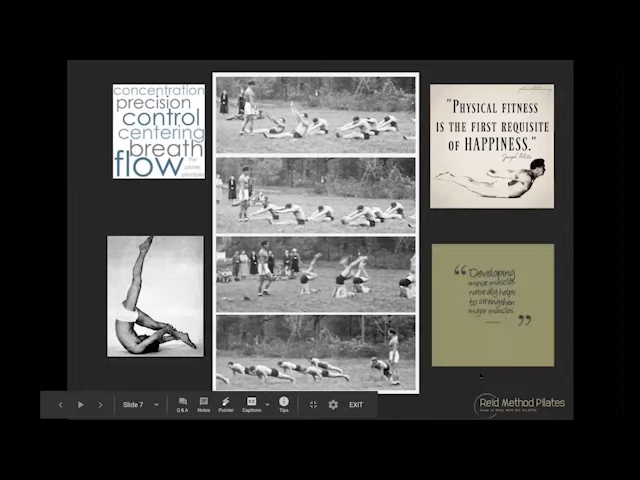 concentration
precision
control
centering
breath
flow
"PHYSICAL FITNESS
IS THE FIRST REQUISITE
OF HAPPINESS."
Joseph Pilates
“ Developing
minor muscles
naturally helps
to strengthen
major muscles.
”
Slide 7
Q&A
Notes
Pointer
Captions
Tips
EXIT
Reid Method Pilates